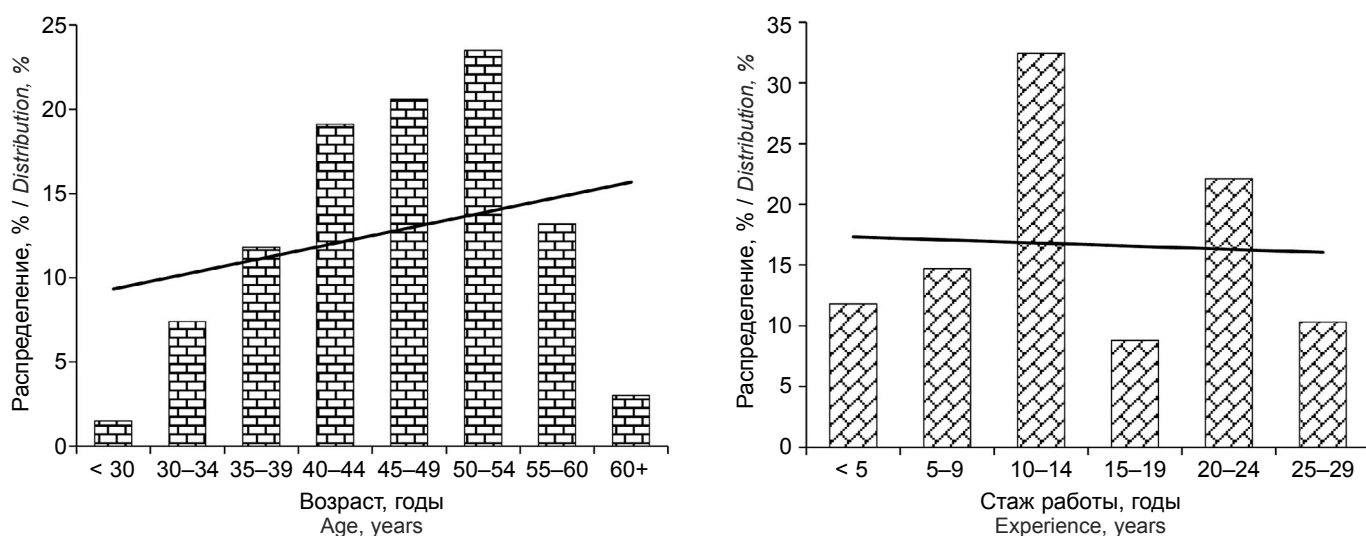 Распределение, % / Distribution, %
25
20
15
10
5
0
< 30 30–34 35–39 40–44 45–49 50–54 55–60 60+
Возраст, годы
Age, years
Распределение, % / Distribution, %
35
30
25
20
15
10
5
0
< 5 5–9 10–14 15–19 20–24 25–29
Стаж работы, годы
Experience, years